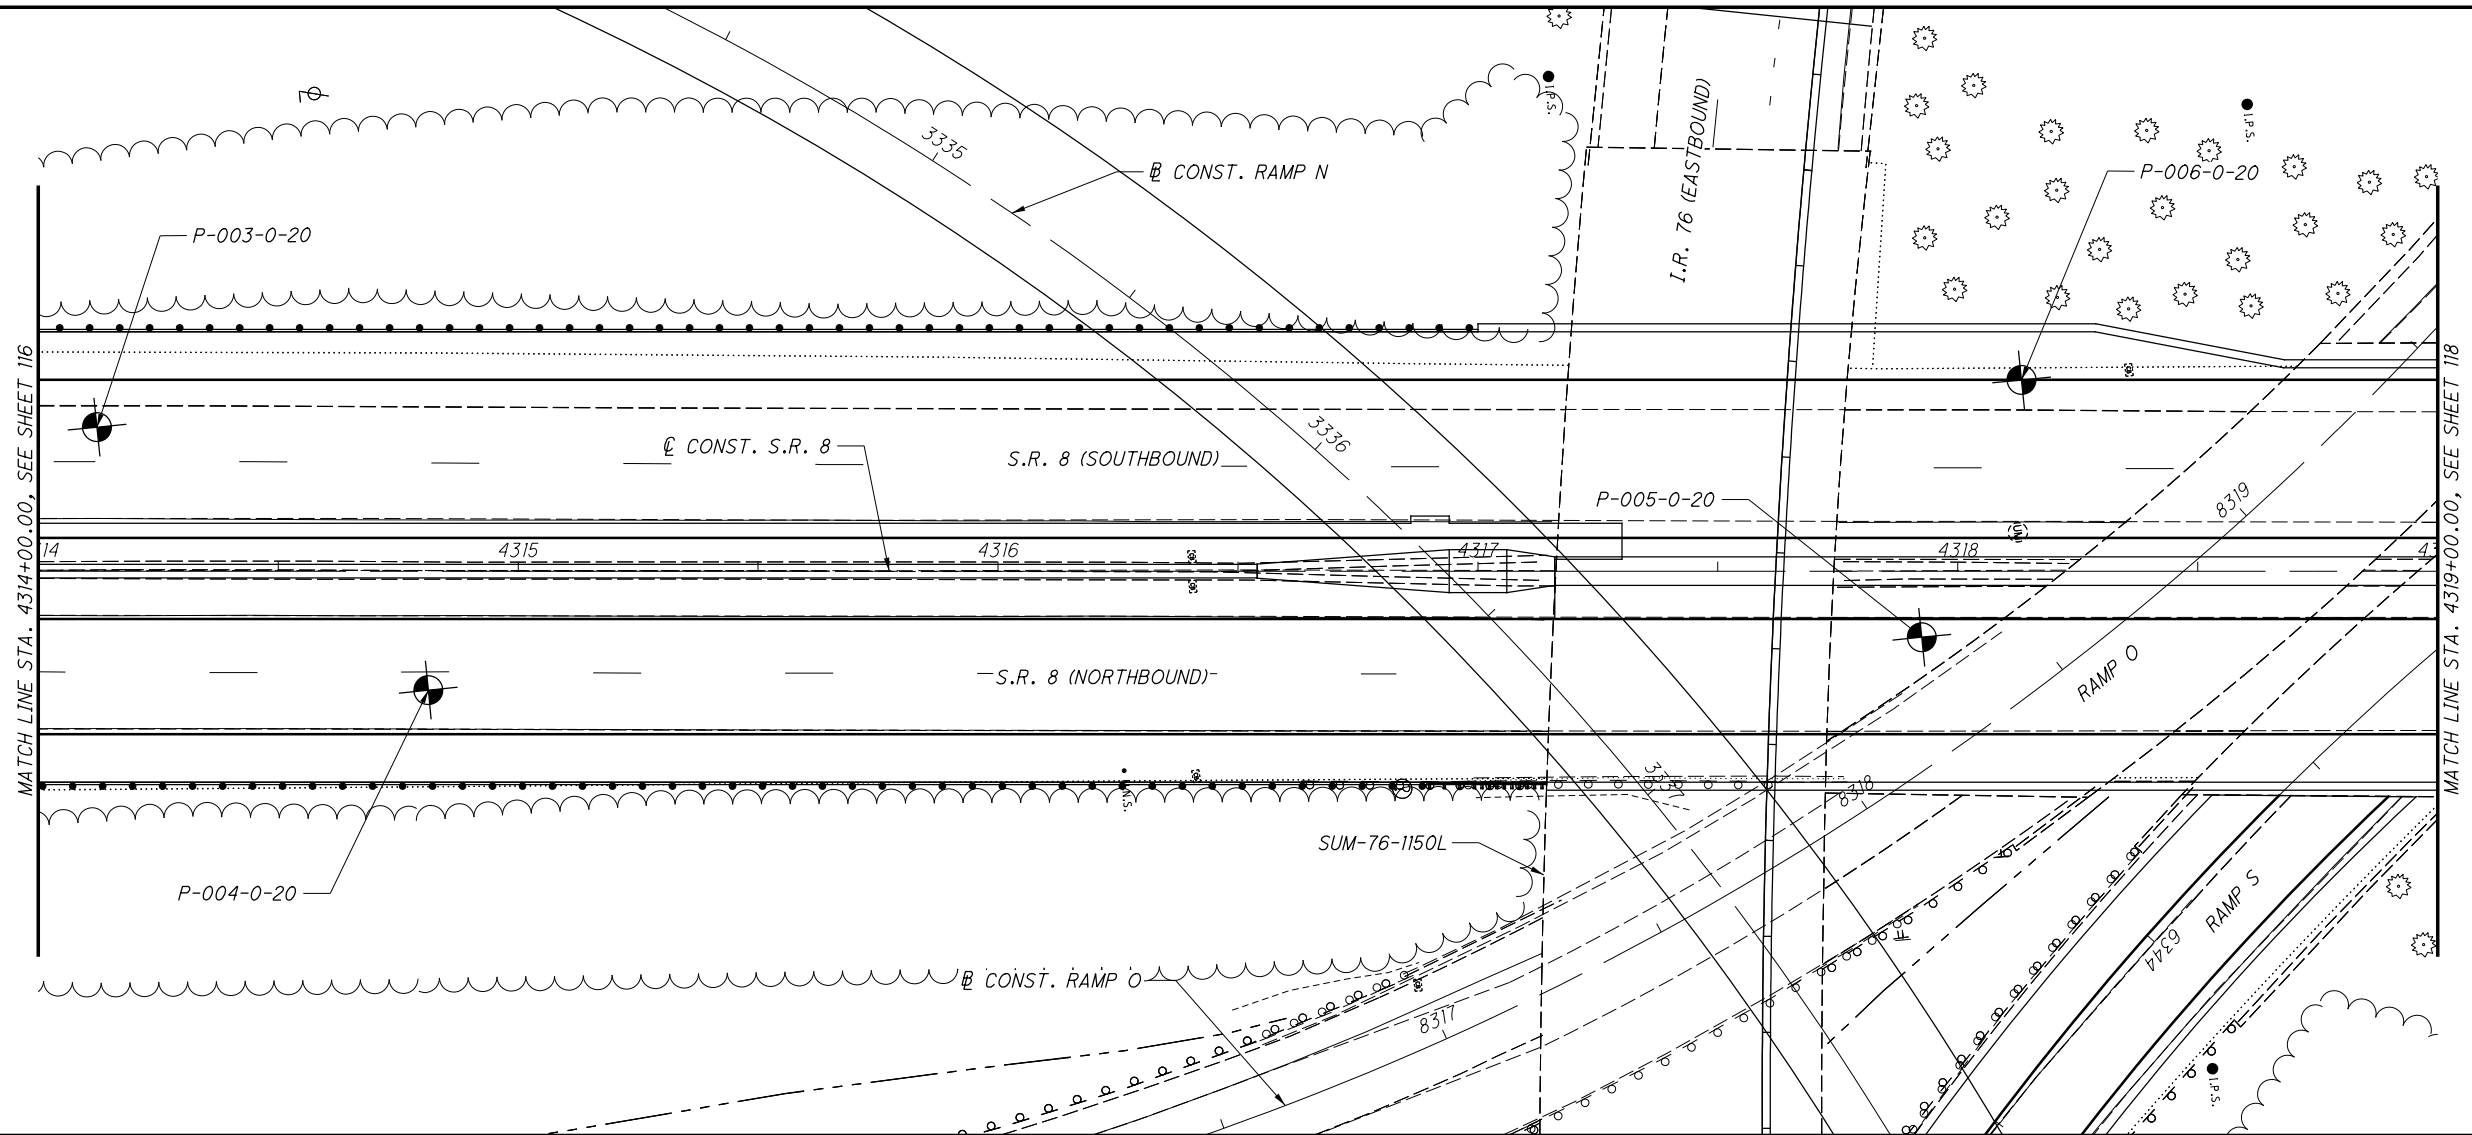 I.P.S.
I.P.S.
3335
I.R. 76 (EASTBOUND)
℄ CONST. RAMP N
P-006-0-20
P-003-0-20
MATCH LINE STA. 4314+00.00, SEE SHEET 116
MATCH LINE STA. 4319+00.00, SEE SHEET 118
℄ CONST. S.R. 8
3336
S.R. 8 (SOUTHBOUND)
P-005-0-20
8319
14
4315
4316
4317
4318
43
S.R. 8 (NORTHBOUND)
RAMP O
3337
8318
SUM-76-1150L
P-004-0-20
RAMP S
6344
℄ CONST. RAMP O
8317
I.P.S.